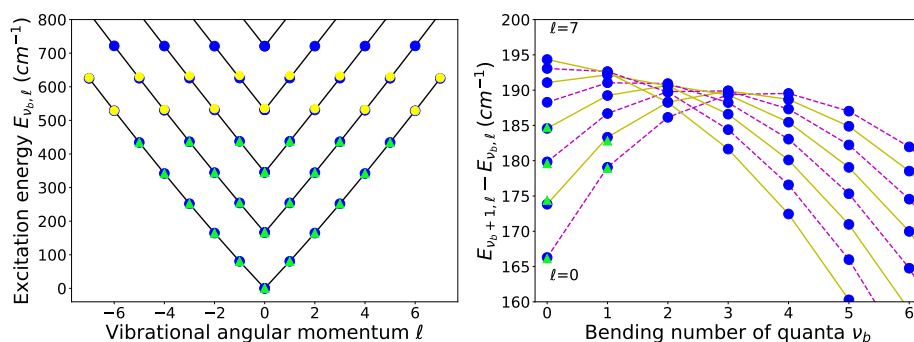 Excitation energy E_{ν_b,ℓ} (cm⁻¹)
800
700
600
500
400
300
200
100
0
−6 −4 −2 0 2 4 6
Vibrational angular momentum ℓ
E_{ν_b+1,ℓ} − E_{ν_b,ℓ} (cm⁻¹)
200
195
190
185
180
175
170
165
160
ℓ=7
ℓ=0
0 1 2 3 4 5 6
Bending number of quanta ν_b